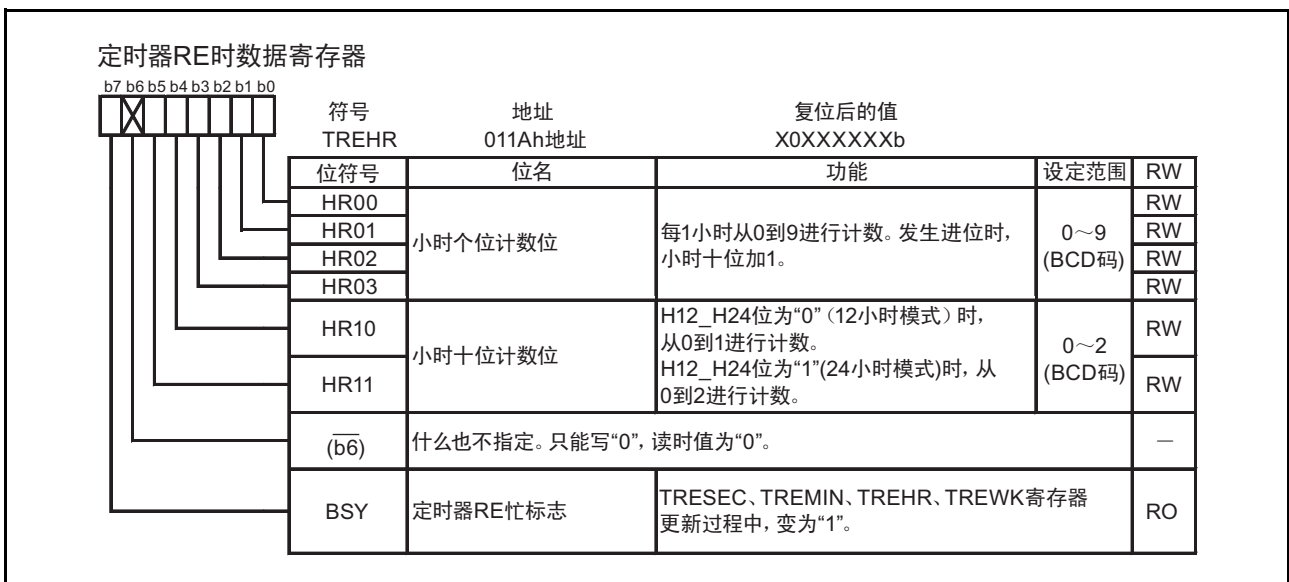 定时器RE时数据寄存器
b7 b6 b5 b4 b3 b2 b1 b0
符号 地址 复位后的值
TREHR 011Ah地址 X0XXXXXXb
位符号 位名 功能 设定范围 RW
HR00 RW
HR01 RW
HR02 RW
HR03 RW
小时个位计数位
每1小时从0到9进行计数。发生进位时,
小时十位加1。
0～9
(BCD码)
HR10 RW
HR11 RW
小时十位计数位
H12_H24位为“0”（12小时模式）时,
从0到1进行计数。
H12_H24位为“1”(24小时模式)时, 从
0到2进行计数。
0～2
(BCD码)
—
(b6) 什么也不指定。只能写“0”, 读时值为“0”。 —
BSY 定时器RE忙标志
TRESEC、TREMIN、TREHR、TREWK寄存器
更新过程中, 变为“1”。
RO